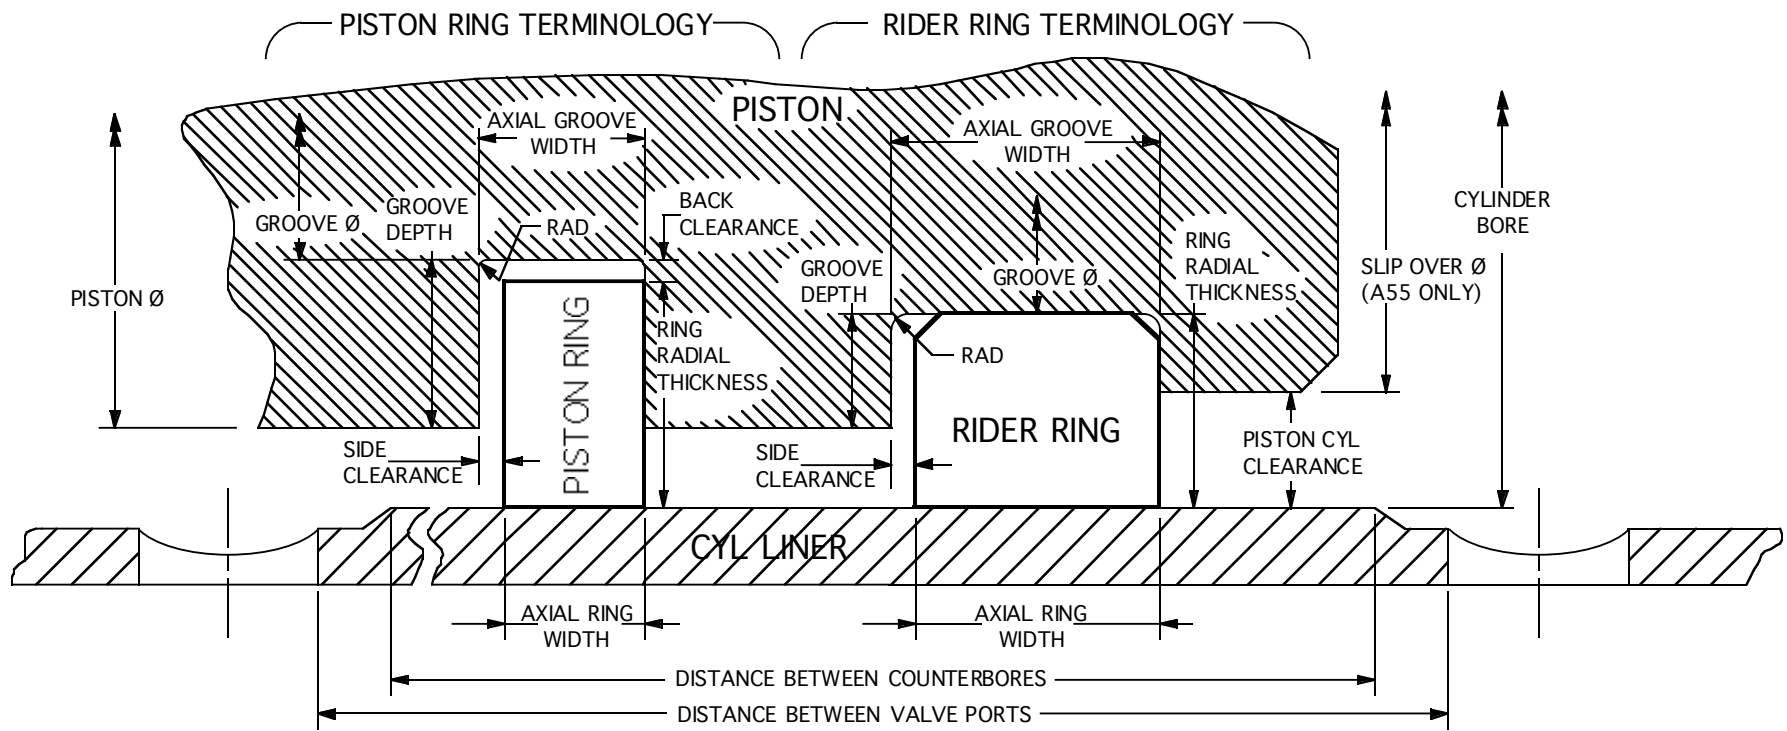 PISTON RING TERMINOLOGY
RIDER RING TERMINOLOGY
PISTON
AXIAL GROOVE
WIDTH
AXIAL GROOVE
WIDTH
GROOVE Ø
GROOVE
DEPTH
RAD
BACK
CLEARANCE
GROOVE
DEPTH
GROOVE Ø
RING
RADIAL
THICKNESS
SLIP OVER Ø
(A55 ONLY)
CYLINDER
BORE
PISTON Ø
PISTON RING
RING
RADIAL
THICKNESS
RAD
RIDER RING
SIDE
CLEARANCE
SIDE
CLEARANCE
PISTON CYL
CLEARANCE
CYL LINER
AXIAL RING
WIDTH
AXIAL RING
WIDTH
DISTANCE BETWEEN COUNTERBORES
DISTANCE BETWEEN VALVE PORTS